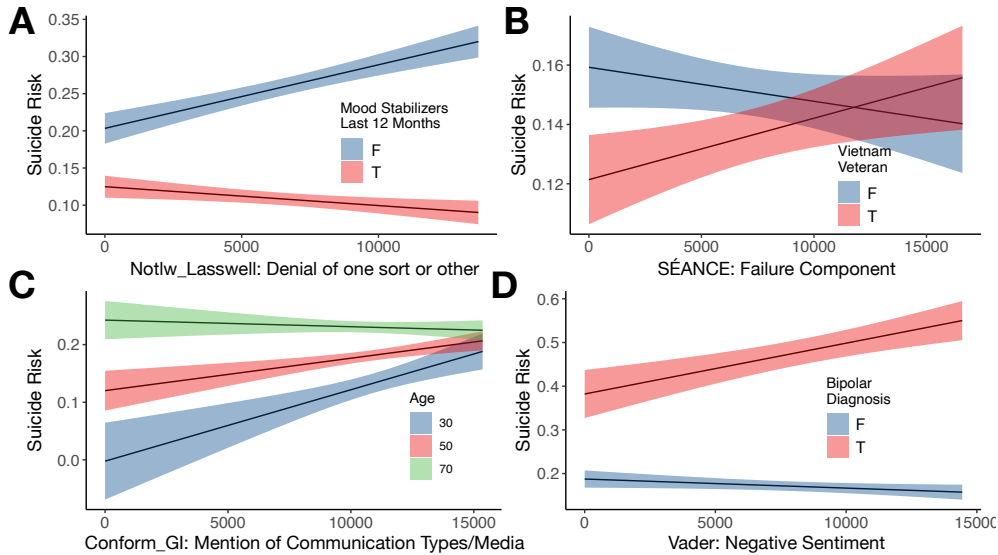 A
Suicide Risk
0.35
0.30
0.25
0.20
0.15
0.10
Mood Stabilizers
Last 12 Months
F
T
0 5000 10000
Notlw_Lasswell: Denial of one sort or other
B
Suicide Risk
0.16
0.14
0.12
Vietnam
Veteran
F
T
0 5000 10000 15000
SÉANCE: Failure Component
C
Suicide Risk
0.2
0.1
0.0
Age
30
50
70
0 5000 10000 15000
Conform_GI: Mention of Communication Types/Media
D
Suicide Risk
0.6
0.5
0.4
0.3
0.2
Bipolar
Diagnosis
F
T
0 5000 10000 15000
Vader: Negative Sentiment